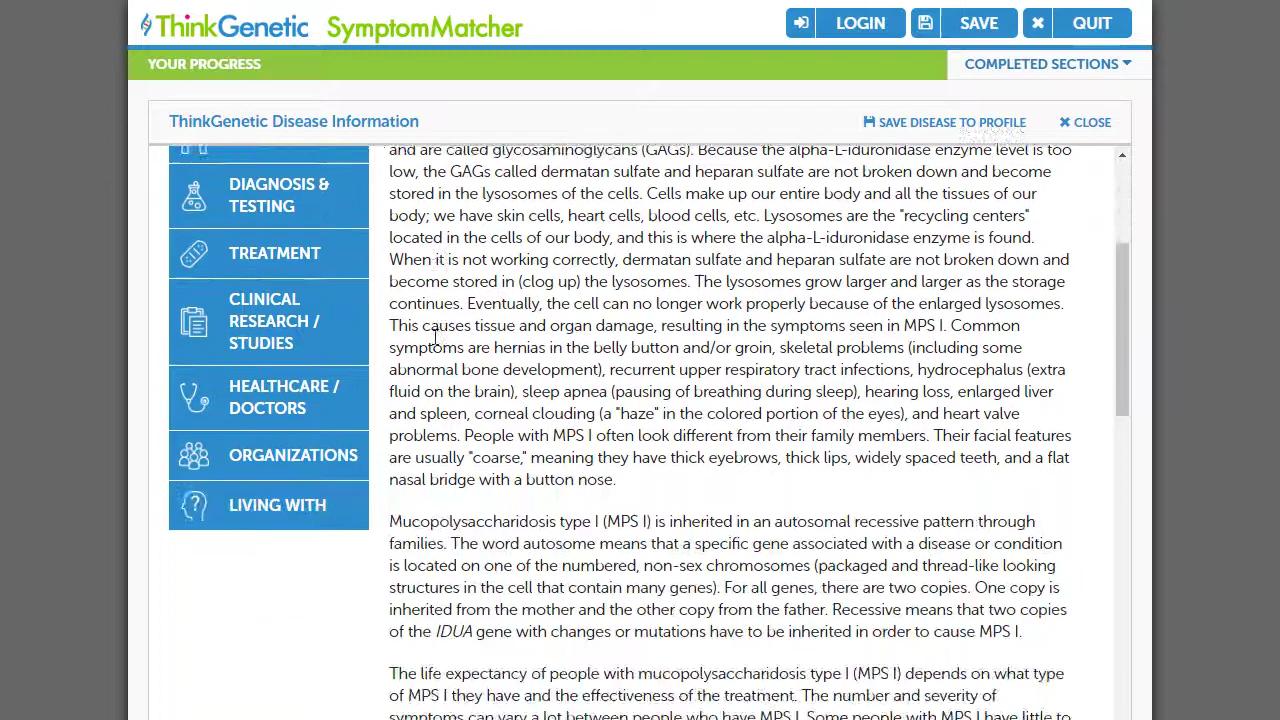 ThinkGenetic SymptomMatcher
LOGIN
SAVE
QUIT
YOUR PROGRESS
COMPLETED SECTIONS
ThinkGenetic Disease Information
SAVE DISEASE TO PROFILE
CLOSE
DIAGNOSIS &
TESTING
TREATMENT
CLINICAL
RESEARCH /
STUDIES
HEALTHCARE /
DOCTORS
ORGANIZATIONS
LIVING WITH
and are called glycosaminoglycans (GAGs). Because the alpha-L-iduronidase enzyme level is too
low, the GAGs called dermatan sulfate and heparan sulfate are not broken down and become
stored in the lysosomes of the cells. Cells make up our entire body and all the tissues of our
body; we have skin cells, heart cells, blood cells, etc. Lysosomes are the "recycling centers"
located in the cells of our body, and this is where the alpha-L-iduronidase enzyme is found.
When it is not working correctly, dermatan sulfate and heparan sulfate are not broken down and
become stored in (clog up) the lysosomes. The lysosomes grow larger and larger as the storage
continues. Eventually, the cell can no longer work properly because of the enlarged lysosomes.
This causes tissue and organ damage, resulting in the symptoms seen in MPS I. Common
symptoms are hernias in the belly button and/or groin, skeletal problems (including some
abnormal bone development), recurrent upper respiratory tract infections, hydrocephalus (extra
fluid on the brain), sleep apnea (pausing of breathing during sleep), hearing loss, enlarged liver
and spleen, corneal clouding (a "haze" in the colored portion of the eyes), and heart valve
problems. People with MPS I often look different from their family members. Their facial features
are usually "coarse," meaning they have thick eyebrows, thick lips, widely spaced teeth, and a flat
nasal bridge with a button nose.
Mucopolysaccharidosis type I (MPS I) is inherited in an autosomal recessive pattern through
families. The word autosome means that a specific gene associated with a disease or condition
is located on one of the numbered, non-sex chromosomes (packaged and thread-like looking
structures in the cell that contain many genes). For all genes, there are two copies. One copy is
inherited from the mother and the other copy from the father. Recessive means that two copies
of the IDUA gene with changes or mutations have to be inherited in order to cause MPS I.
The life expectancy of people with mucopolysaccharidosis type I (MPS I) depends on what type
of MPS I they have and the effectiveness of the treatment. The number and severity of
symptoms can vary a lot between people who have MPS I. Some people with MPS I have little to